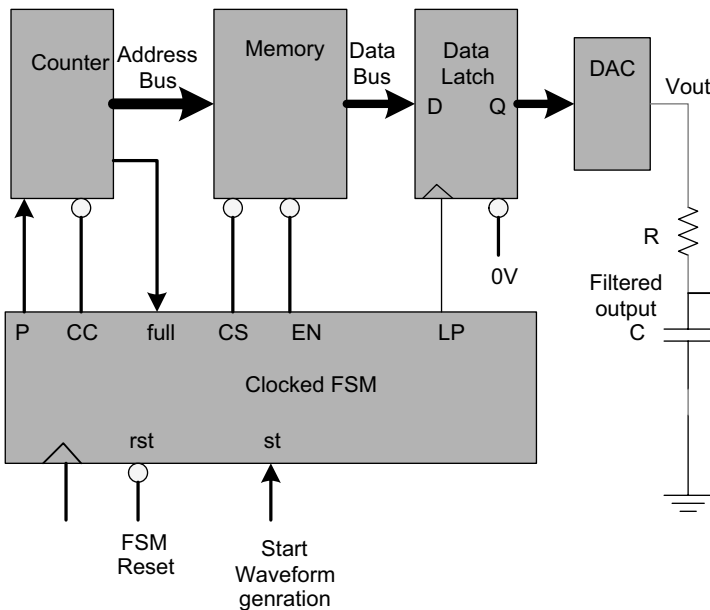 Counter
Address
Bus
Memory
Data
Bus
Data
Latch
D Q
DAC
Vout
R
0V
Filtered
output
C
P CC full CS EN LP
Clocked FSM
rst st
FSM
Reset
Start
Waveform
genration